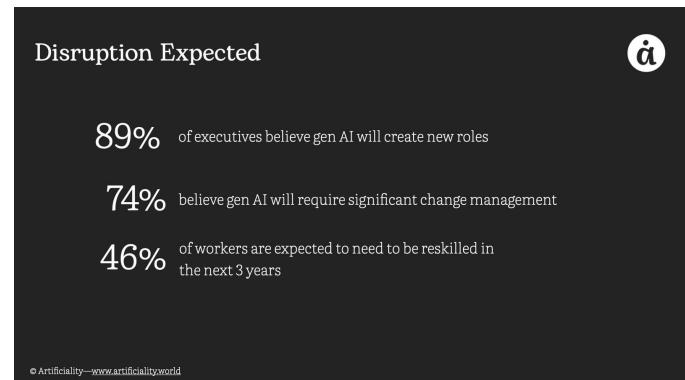 Disruption Expected
ȧ
89% of executives believe gen AI will create new roles
74% believe gen AI will require significant change management
46% of workers are expected to need to be reskilled in
the next 3 years
© Artificiality—www.artificiality.world